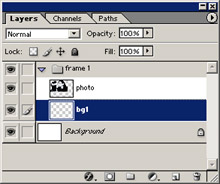 Layers Channels Paths
Normal Opacity: 100%
Lock: Fill: 100%
frame 1
photo
bg1
Background